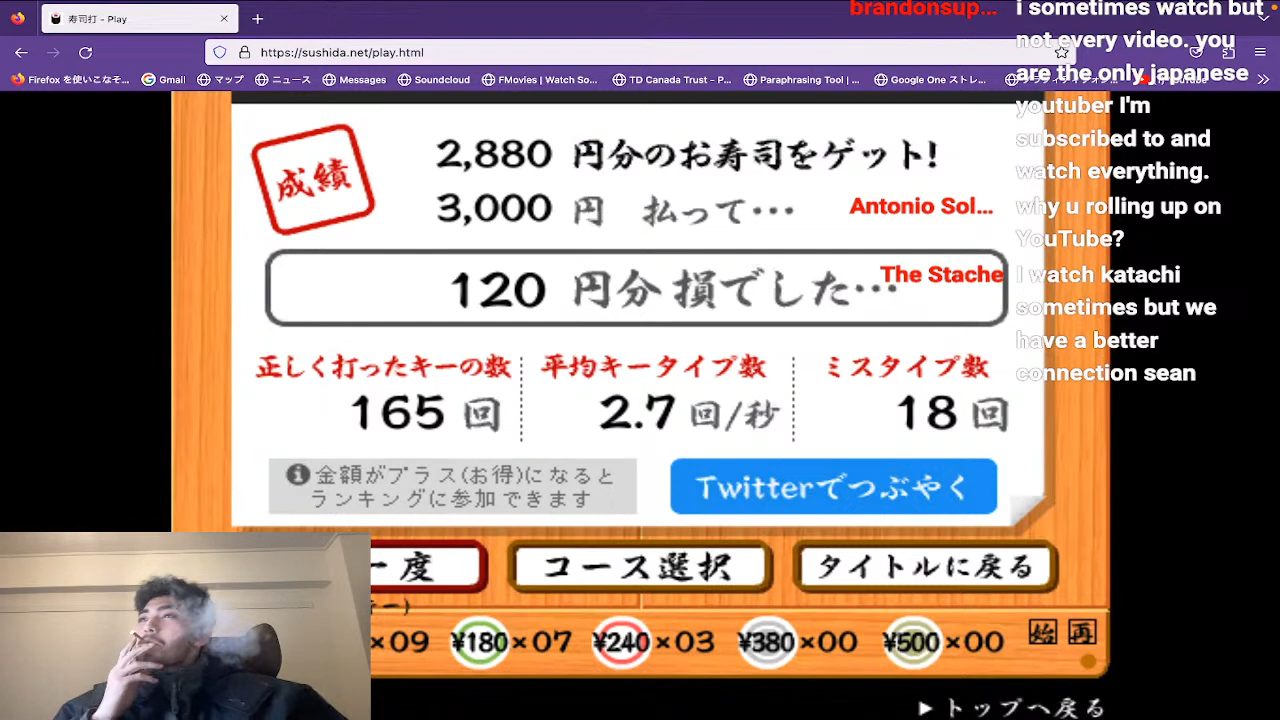 寿司打 - Play
https://sushida.net/play.html
Firefox を使いこなそ...
Gmail
マップ
ニュース
Messages
Soundcloud
FMovies | Watch So...
TD Canada Trust - P...
Paraphrasing Tool |...
Google One ストレ...
brandonsup...
i sometimes watch but
not every video. you
are the only japanese
youtuber I'm
subscribed to and
watch everything.
Antonio Sol...
why u rolling up on
YouTube?
The Stache
I watch katachi
sometimes but we
have a better
connection sean
成績
2,880 円分のお寿司をゲット!
3,000 円 払って…
120 円分 損でした…
正しく打ったキーの数
165 回
平均キータイプ数
2.7 回/秒
ミスタイプ数
18 回
金額がプラス(お得)になると
ランキングに参加できます
Twitterでつぶやく
一度
コース選択
タイトルに戻る
×09 ¥180×07 ¥240×03 ¥380×00 ¥500×00 始 再
▶トップへ戻る